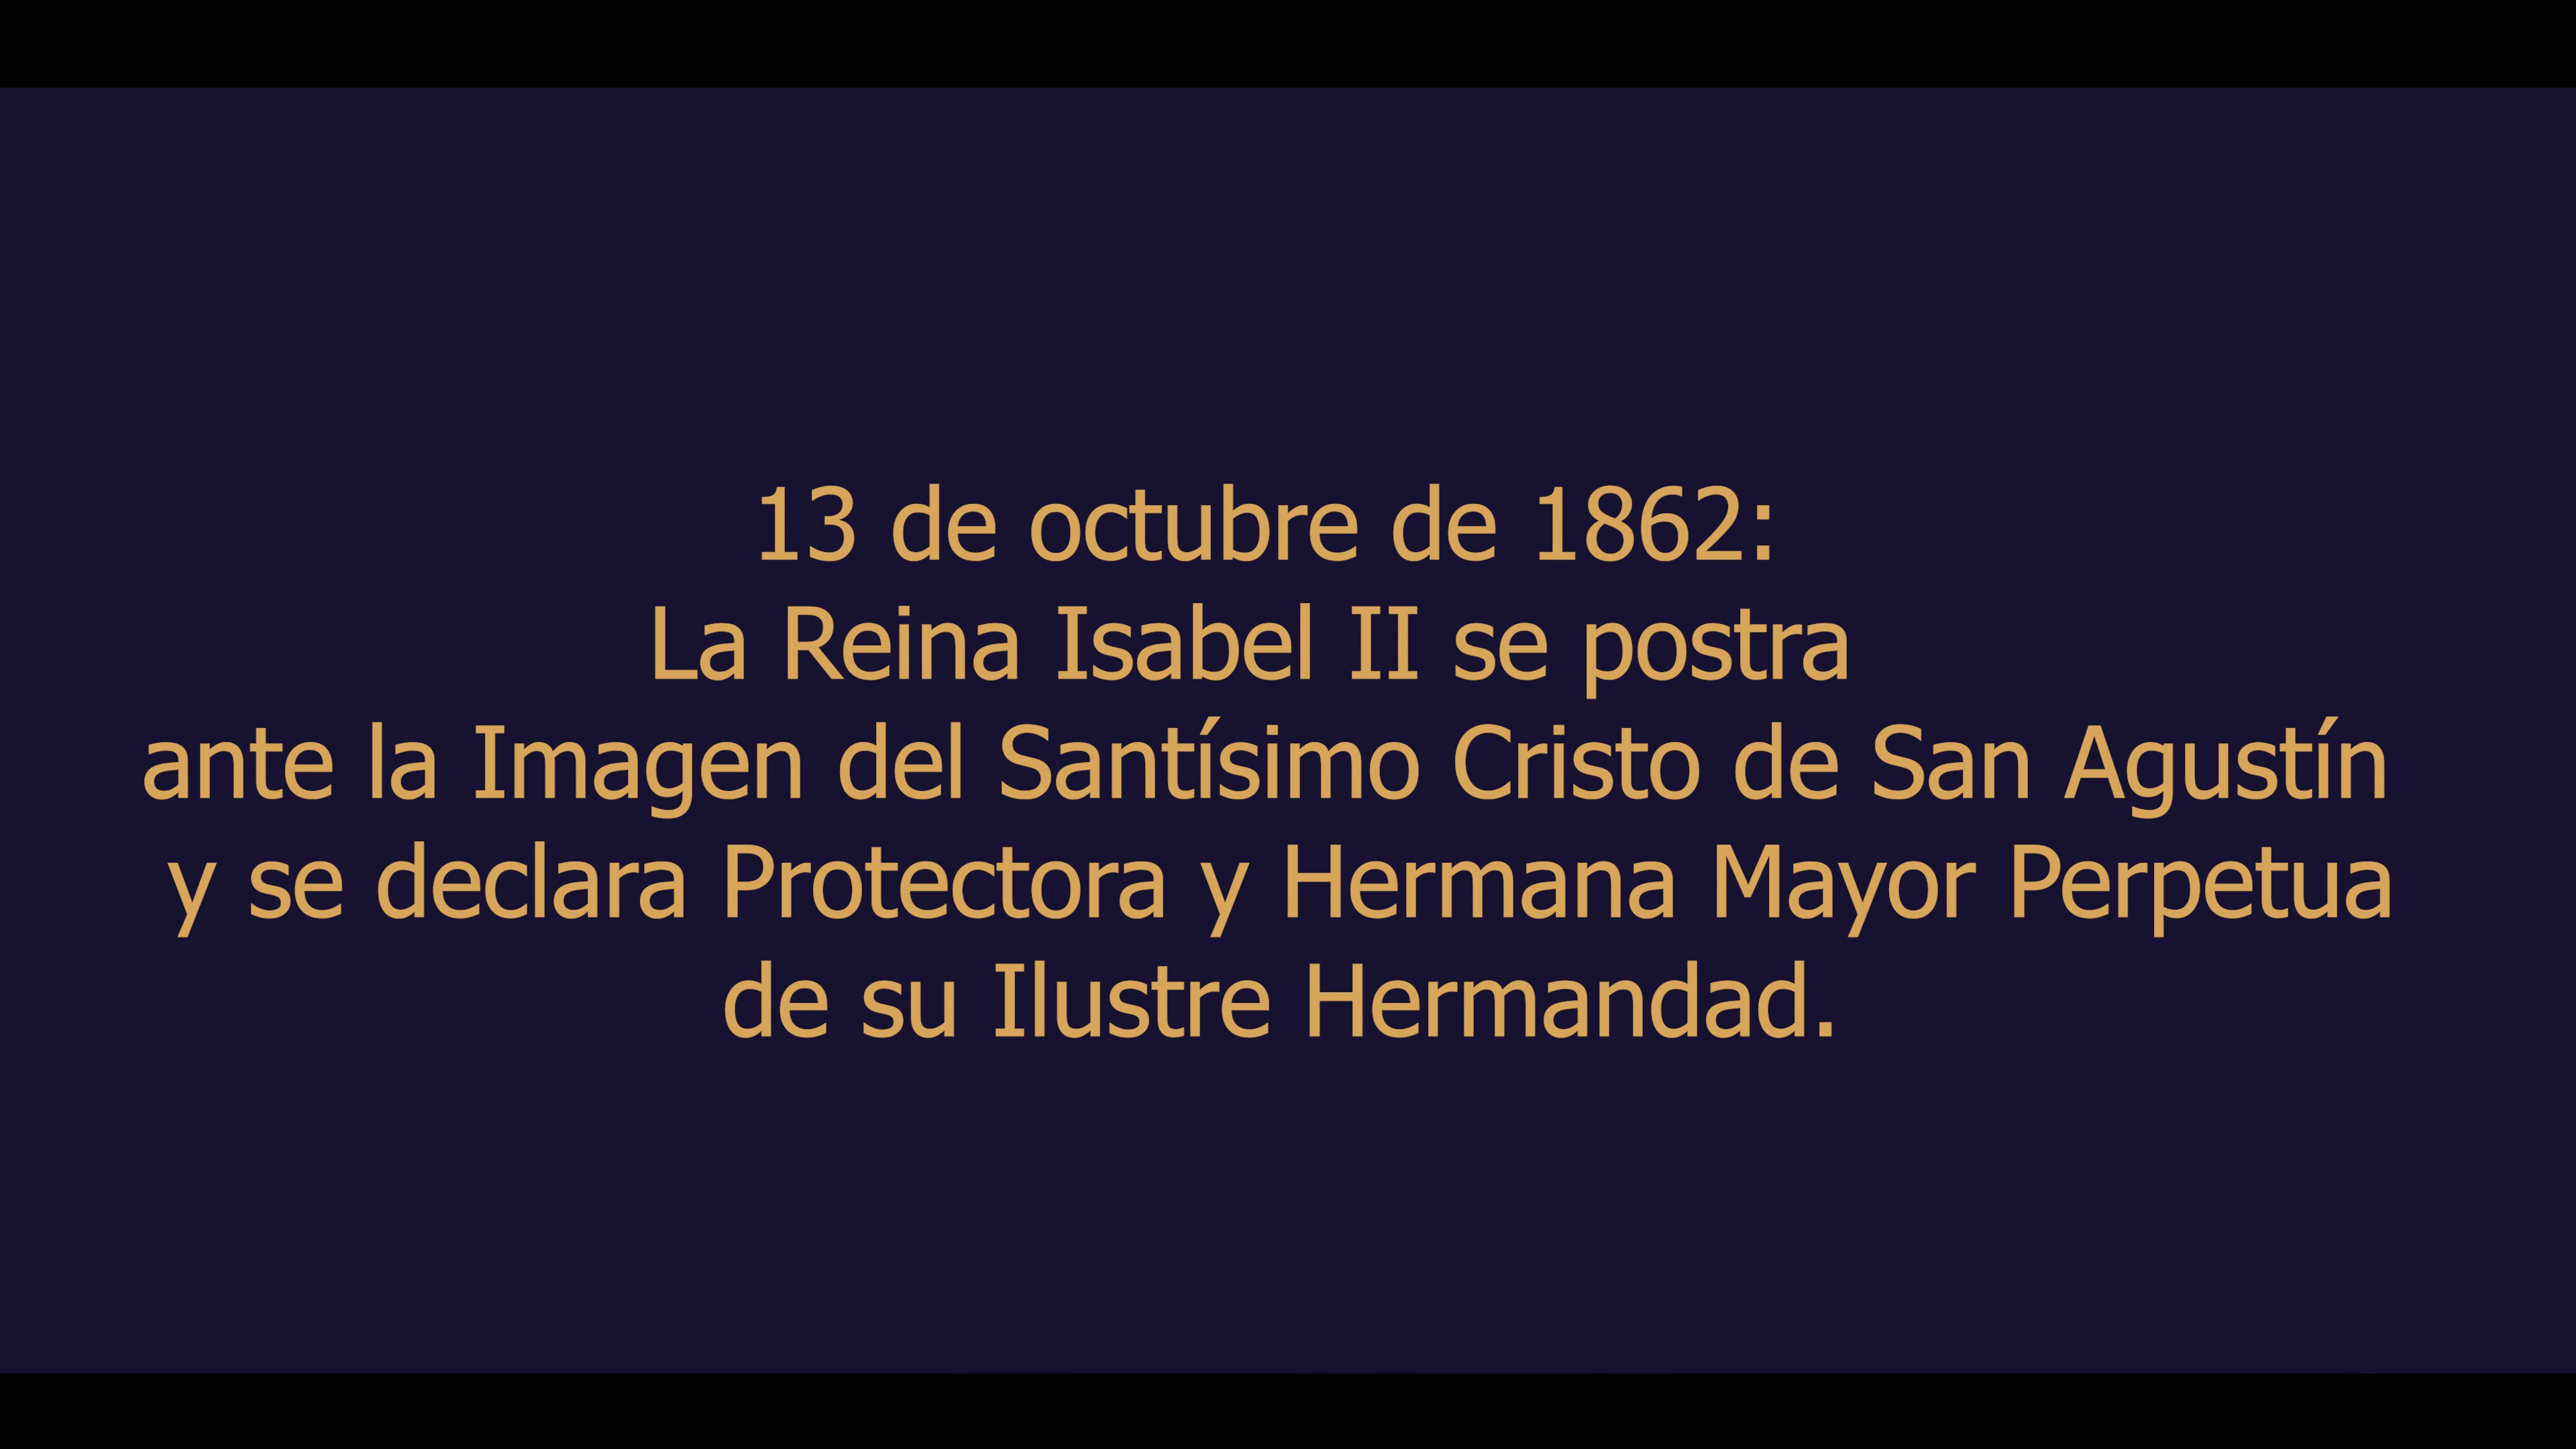 13 de octubre de 1862:
La Reina Isabel II se postra
ante la Imagen del Santísimo Cristo de San Agustín
y se declara Protectora y Hermana Mayor Perpetua
de su Ilustre Hermandad.